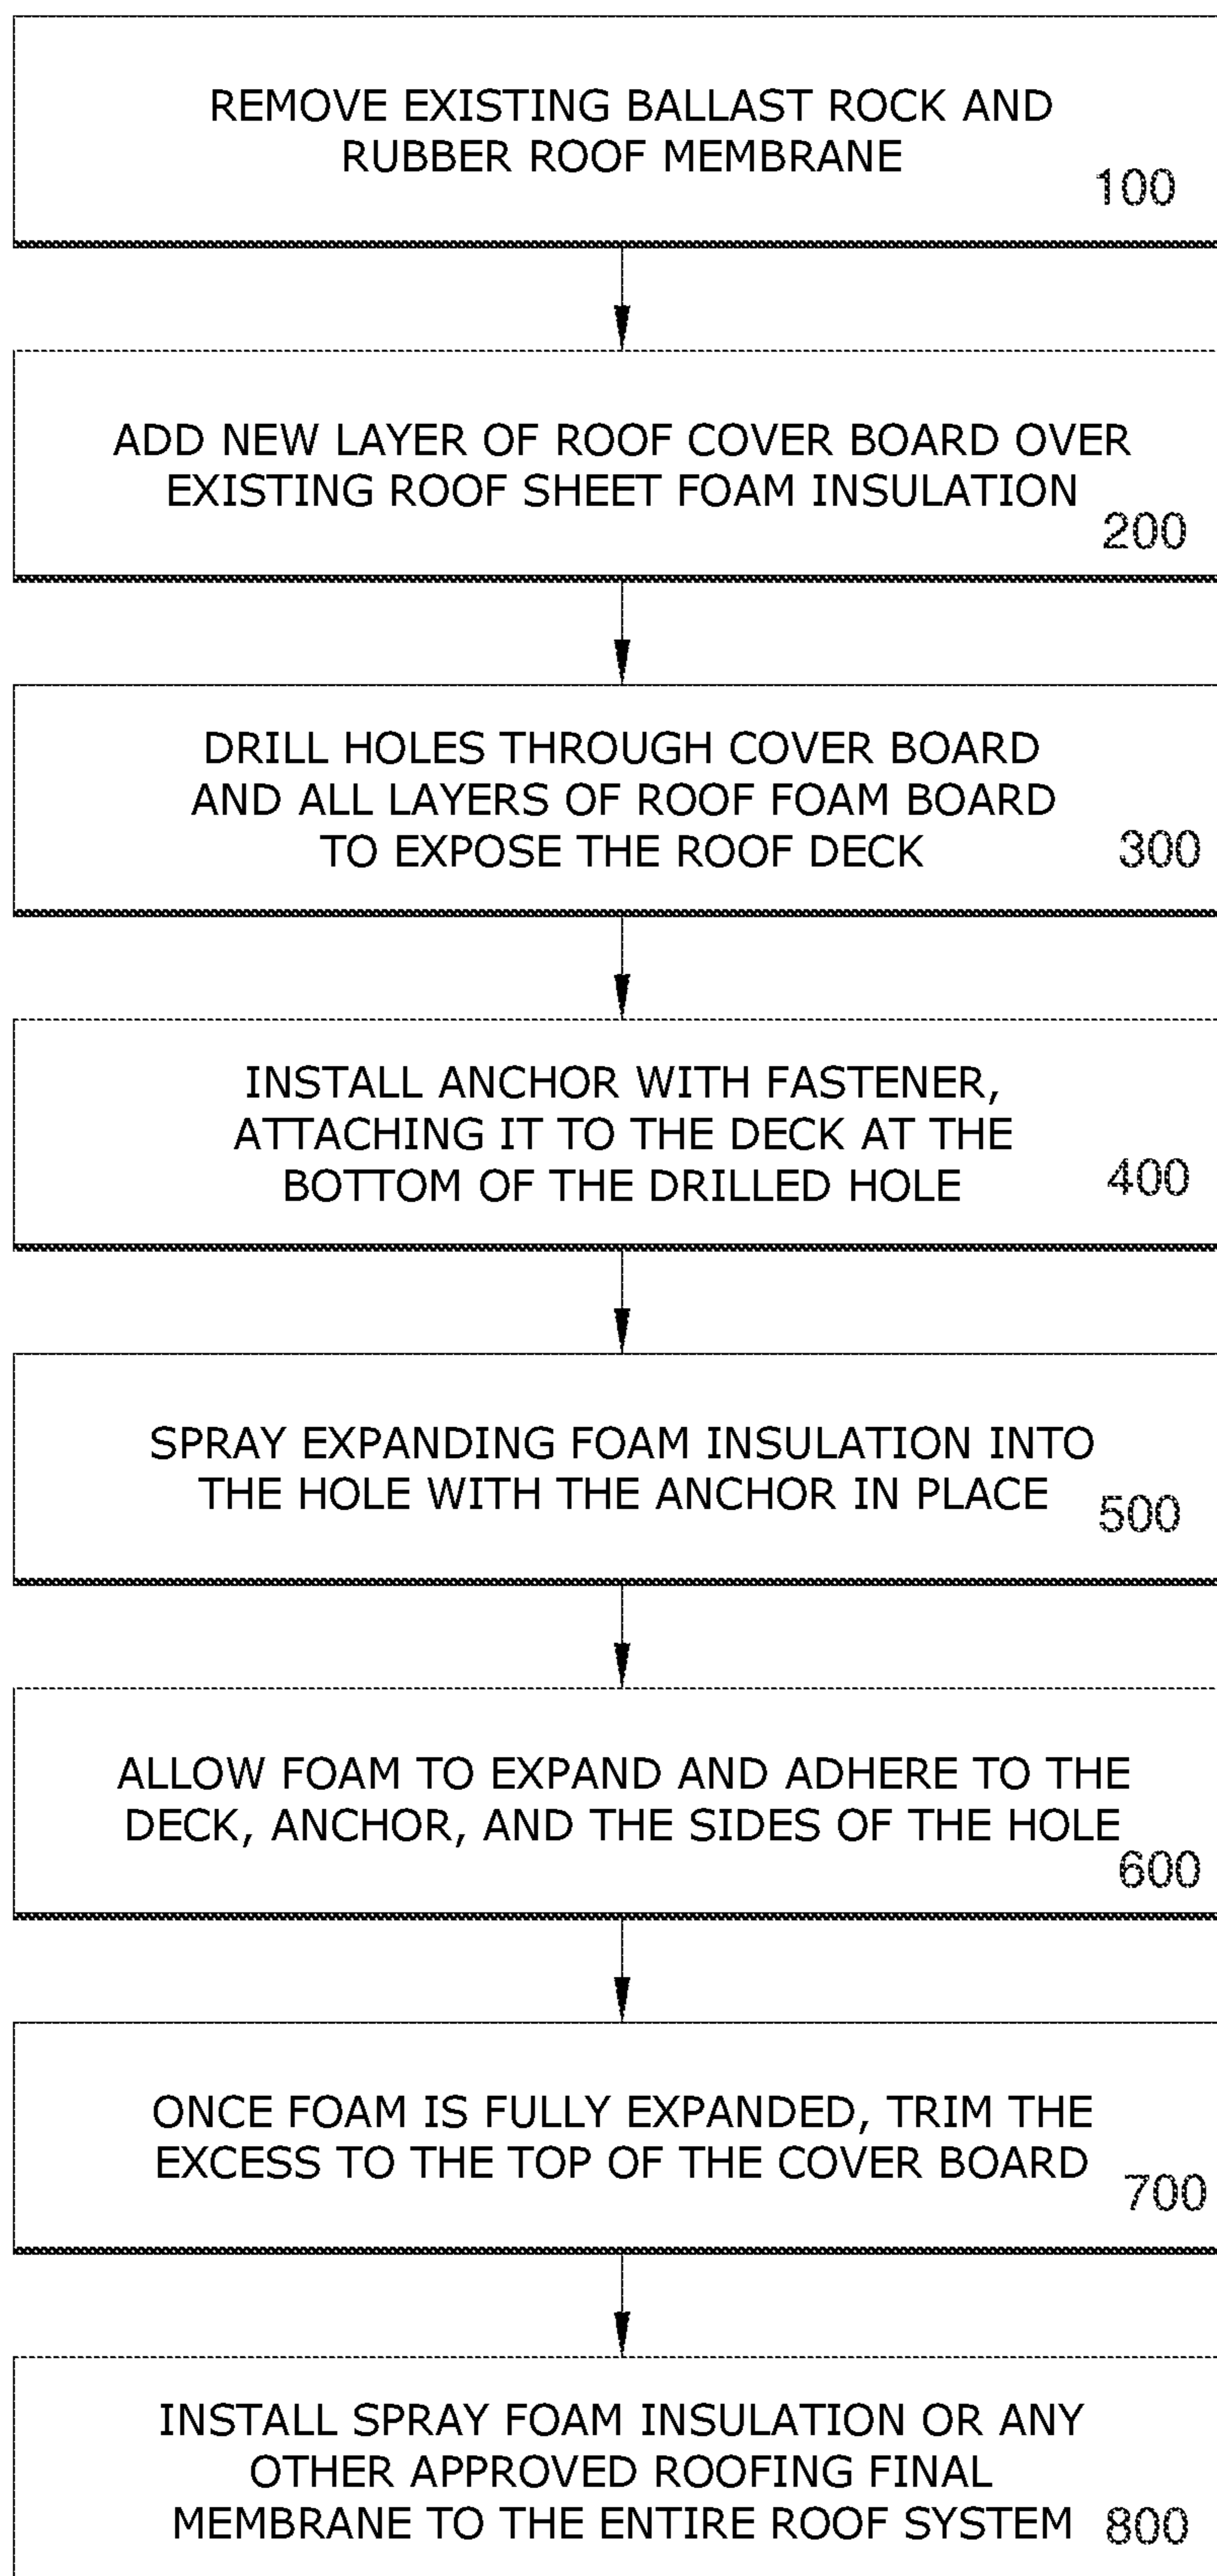 REMOVE EXISTING BALLAST ROCK AND
RUBBER ROOF MEMBRANE
100
ADD NEW LAYER OF ROOF COVER BOARD OVER
EXISTING ROOF SHEET FOAM INSULATION
200
DRILL HOLES THROUGH COVER BOARD
AND ALL LAYERS OF ROOF FOAM BOARD
TO EXPOSE THE ROOF DECK
300
INSTALL ANCHOR WITH FASTENER,
ATTACHING IT TO THE DECK AT THE
BOTTOM OF THE DRILLED HOLE
400
SPRAY EXPANDING FOAM INSULATION INTO
THE HOLE WITH THE ANCHOR IN PLACE
500
ALLOW FOAM TO EXPAND AND ADHERE TO THE
DECK, ANCHOR, AND THE SIDES OF THE HOLE
600
ONCE FOAM IS FULLY EXPANDED, TRIM THE
EXCESS TO THE TOP OF THE COVER BOARD
700
INSTALL SPRAY FOAM INSULATION OR ANY
OTHER APPROVED ROOFING FINAL
MEMBRANE TO THE ENTIRE ROOF SYSTEM
800